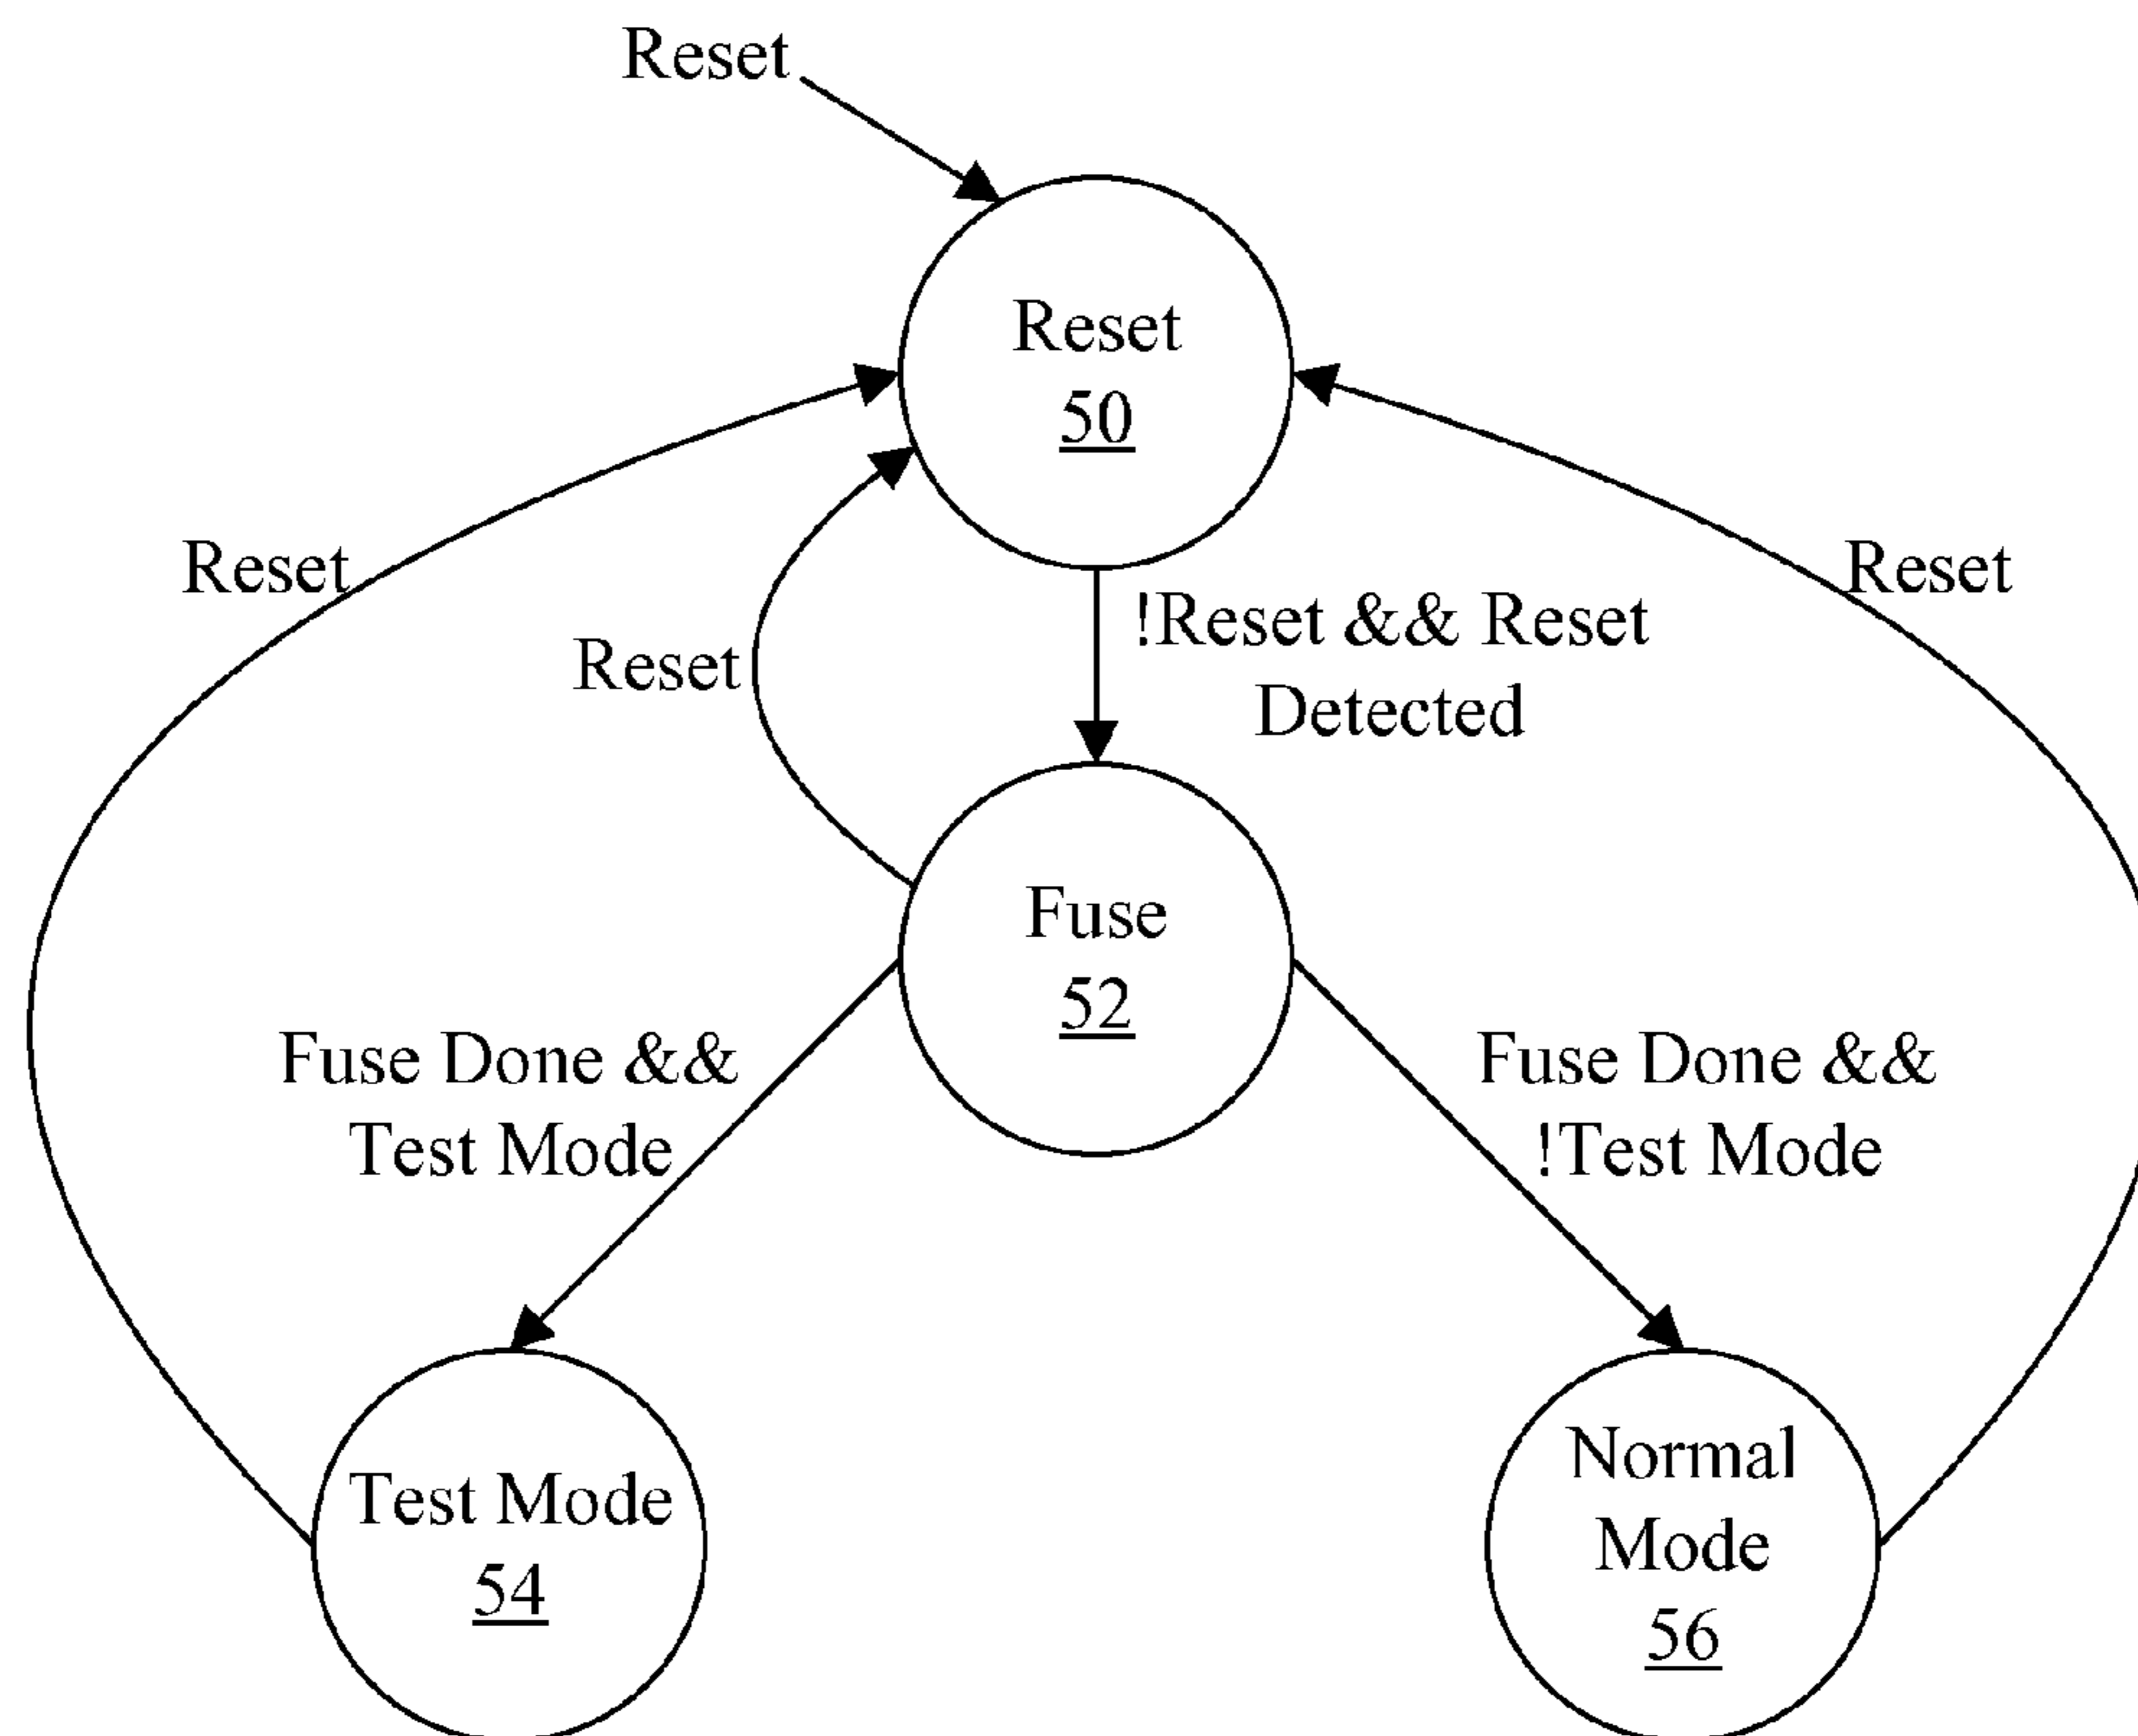 Reset
Reset
50
Reset
Reset
!Reset && Reset
Detected
Reset
Fuse
52
Fuse Done &&
Test Mode
Fuse Done &&
!Test Mode
Test Mode
54
Normal
Mode
56